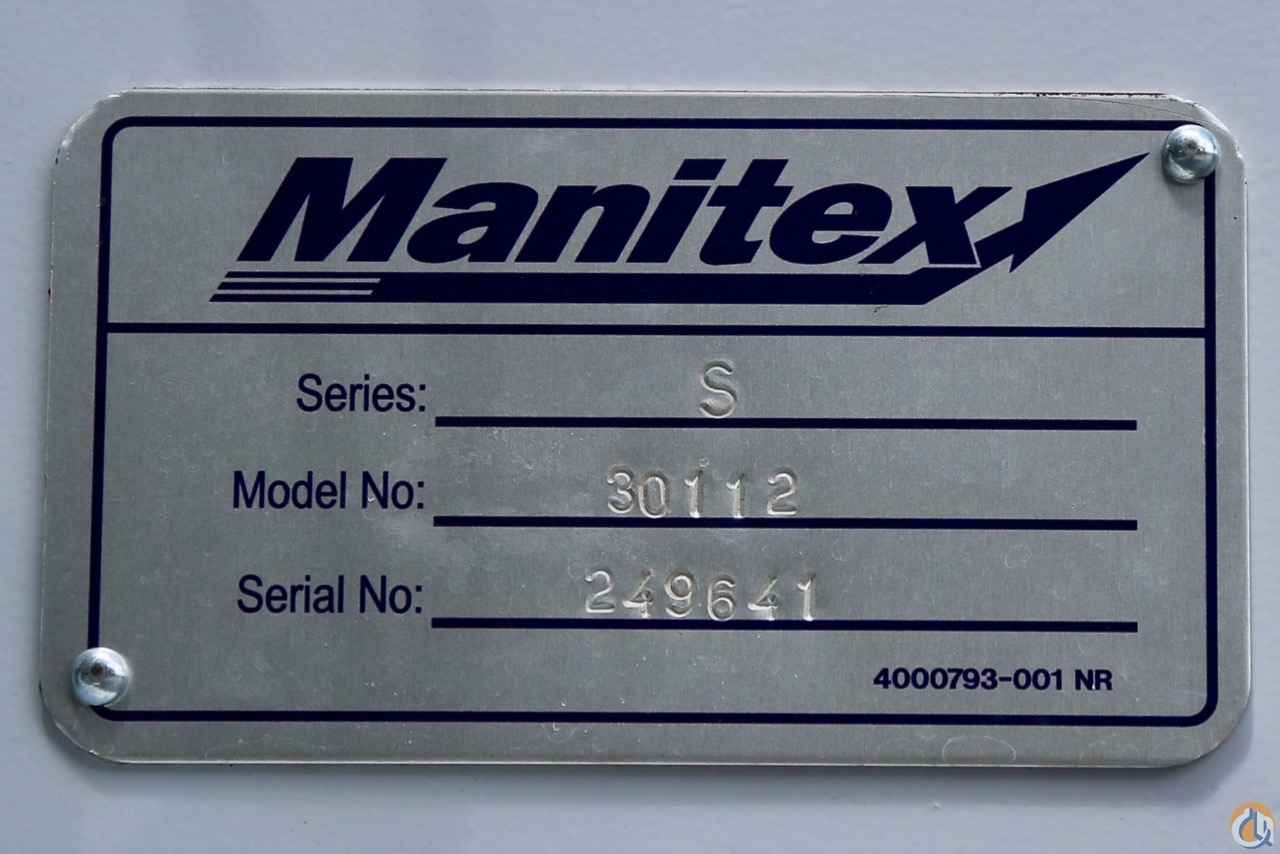 Manitex
Series: S
Model No: 30112
Serial No: 249641
4000793-001 NR